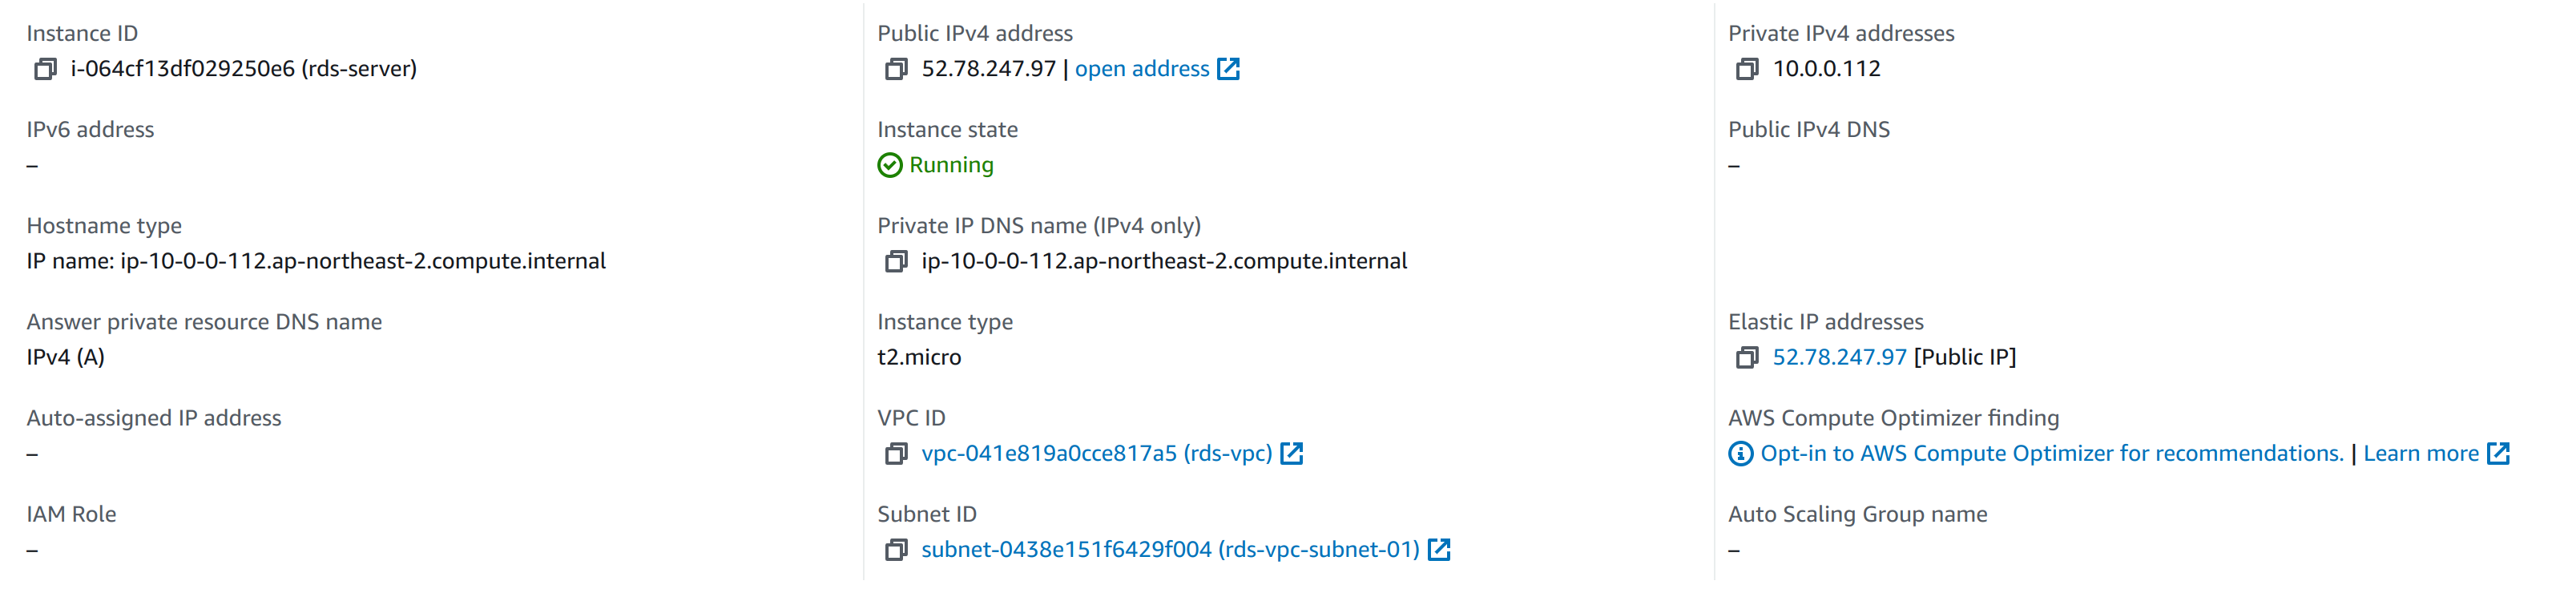 Instance ID
i-064cf13df029250e6 (rds-server)
Public IPv4 address
52.78.247.97 | open address
Private IPv4 addresses
10.0.0.112
IPv6 address
–
Instance state
Running
Public IPv4 DNS
–
Hostname type
IP name: ip-10-0-0-112.ap-northeast-2.compute.internal
Private IP DNS name (IPv4 only)
ip-10-0-0-112.ap-northeast-2.compute.internal
Answer private resource DNS name
IPv4 (A)
Instance type
t2.micro
Elastic IP addresses
52.78.247.97 [Public IP]
Auto-assigned IP address
–
VPC ID
vpc-041e819a0cce817a5 (rds-vpc)
AWS Compute Optimizer finding
Opt-in to AWS Compute Optimizer for recommendations. | Learn more
IAM Role
–
Subnet ID
subnet-0438e151f6429f004 (rds-vpc-subnet-01)
Auto Scaling Group name
–